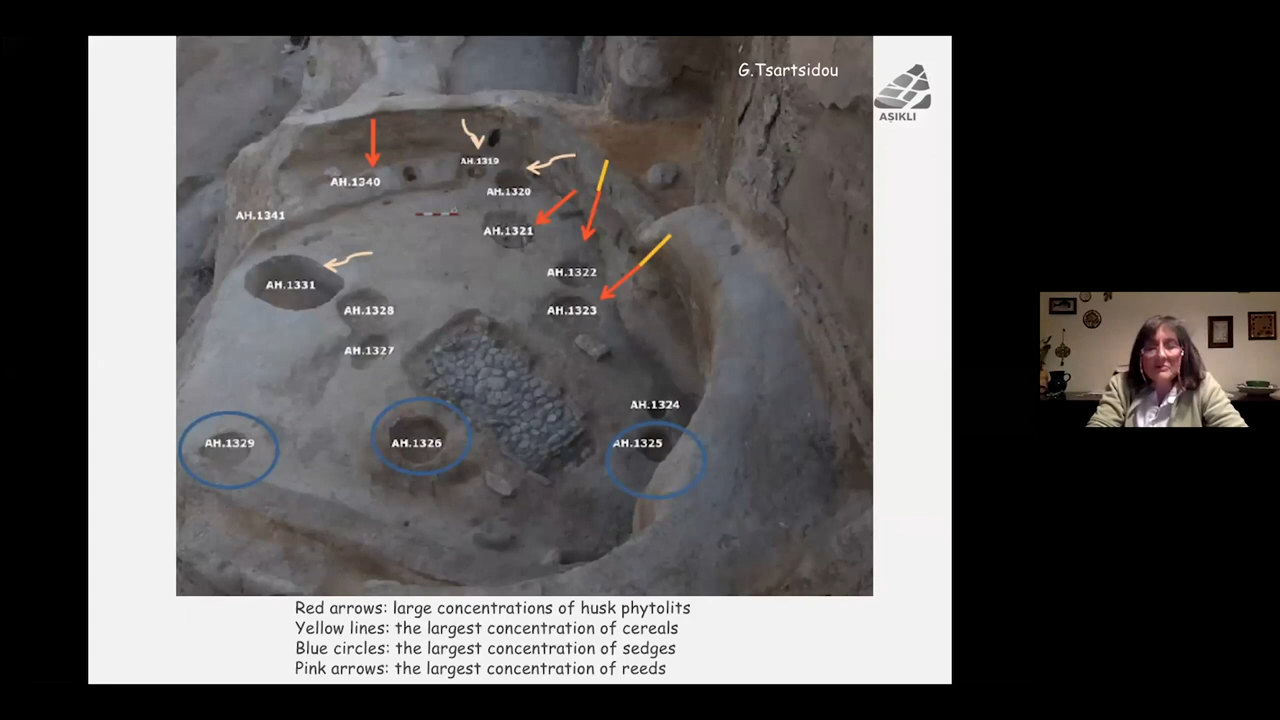 G.Tsartsidou
AŞIKLI
AH.1319
AH.1340
AH.1320
AH.1341
AH.1321
AH.1322
AH.1331
AH.1328
AH.1323
AH.1327
AH.1324
AH.1329
AH.1326
AH.1325
Red arrows: large concentrations of husk phytolits
Yellow lines: the largest concentration of cereals
Blue circles: the largest concentration of sedges
Pink arrows: the largest concentration of reeds